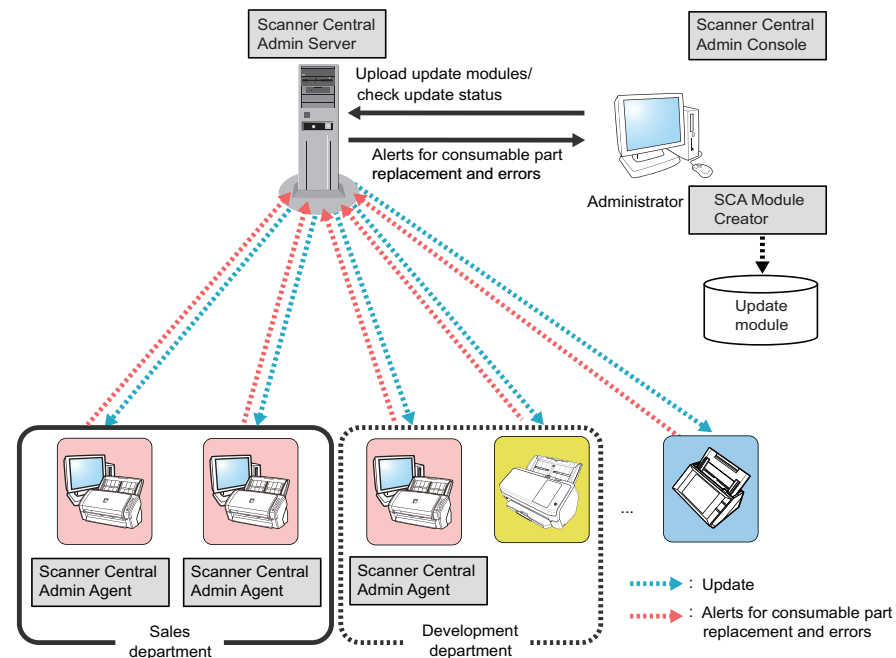 Scanner Central
Admin Server
Scanner Central
Admin Console
Upload update modules/
check update status
Alerts for consumable part
replacement and errors
Administrator
SCA Module
Creator
Update
module
...
Scanner Central
Admin Agent
Scanner Central
Admin Agent
Scanner Central
Admin Agent
Sales
department
Development
department
: Update
: Alerts for consumable part
replacement and errors